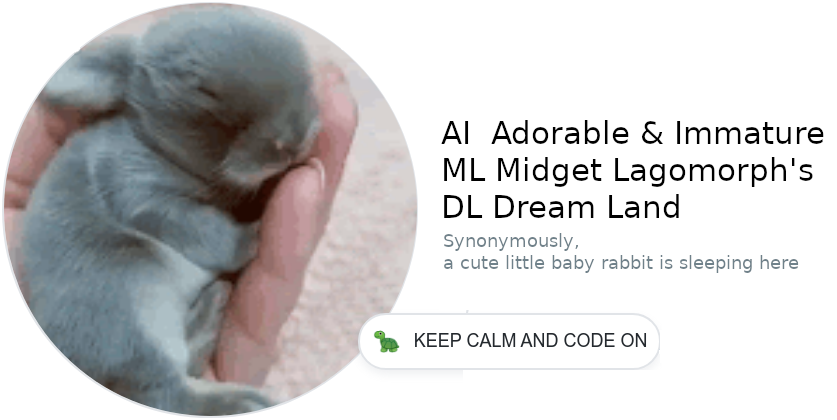 AI  Adorable & Immature
ML Midget Lagomorph's
DL Dream Land
Synonymously,
a cute little baby rabbit is sleeping here
KEEP CALM AND CODE ON